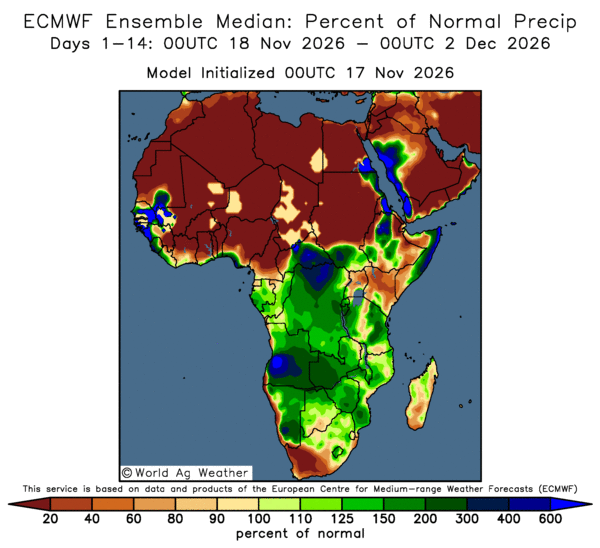 ECMWF Ensemble Median: Percent of Normal Precip
Days 1-14: 00UTC 18 Nov 2026 - 00UTC 2 Dec 2026
Model Initialized 00UTC 17 Nov 2026
© World Ag Weather
This service is based on data and products of the European Centre for Medium-range Weather Forecasts (ECMWF)
20 40 60 80 90 100 110 125 150 200 300 400 600
percent of normal